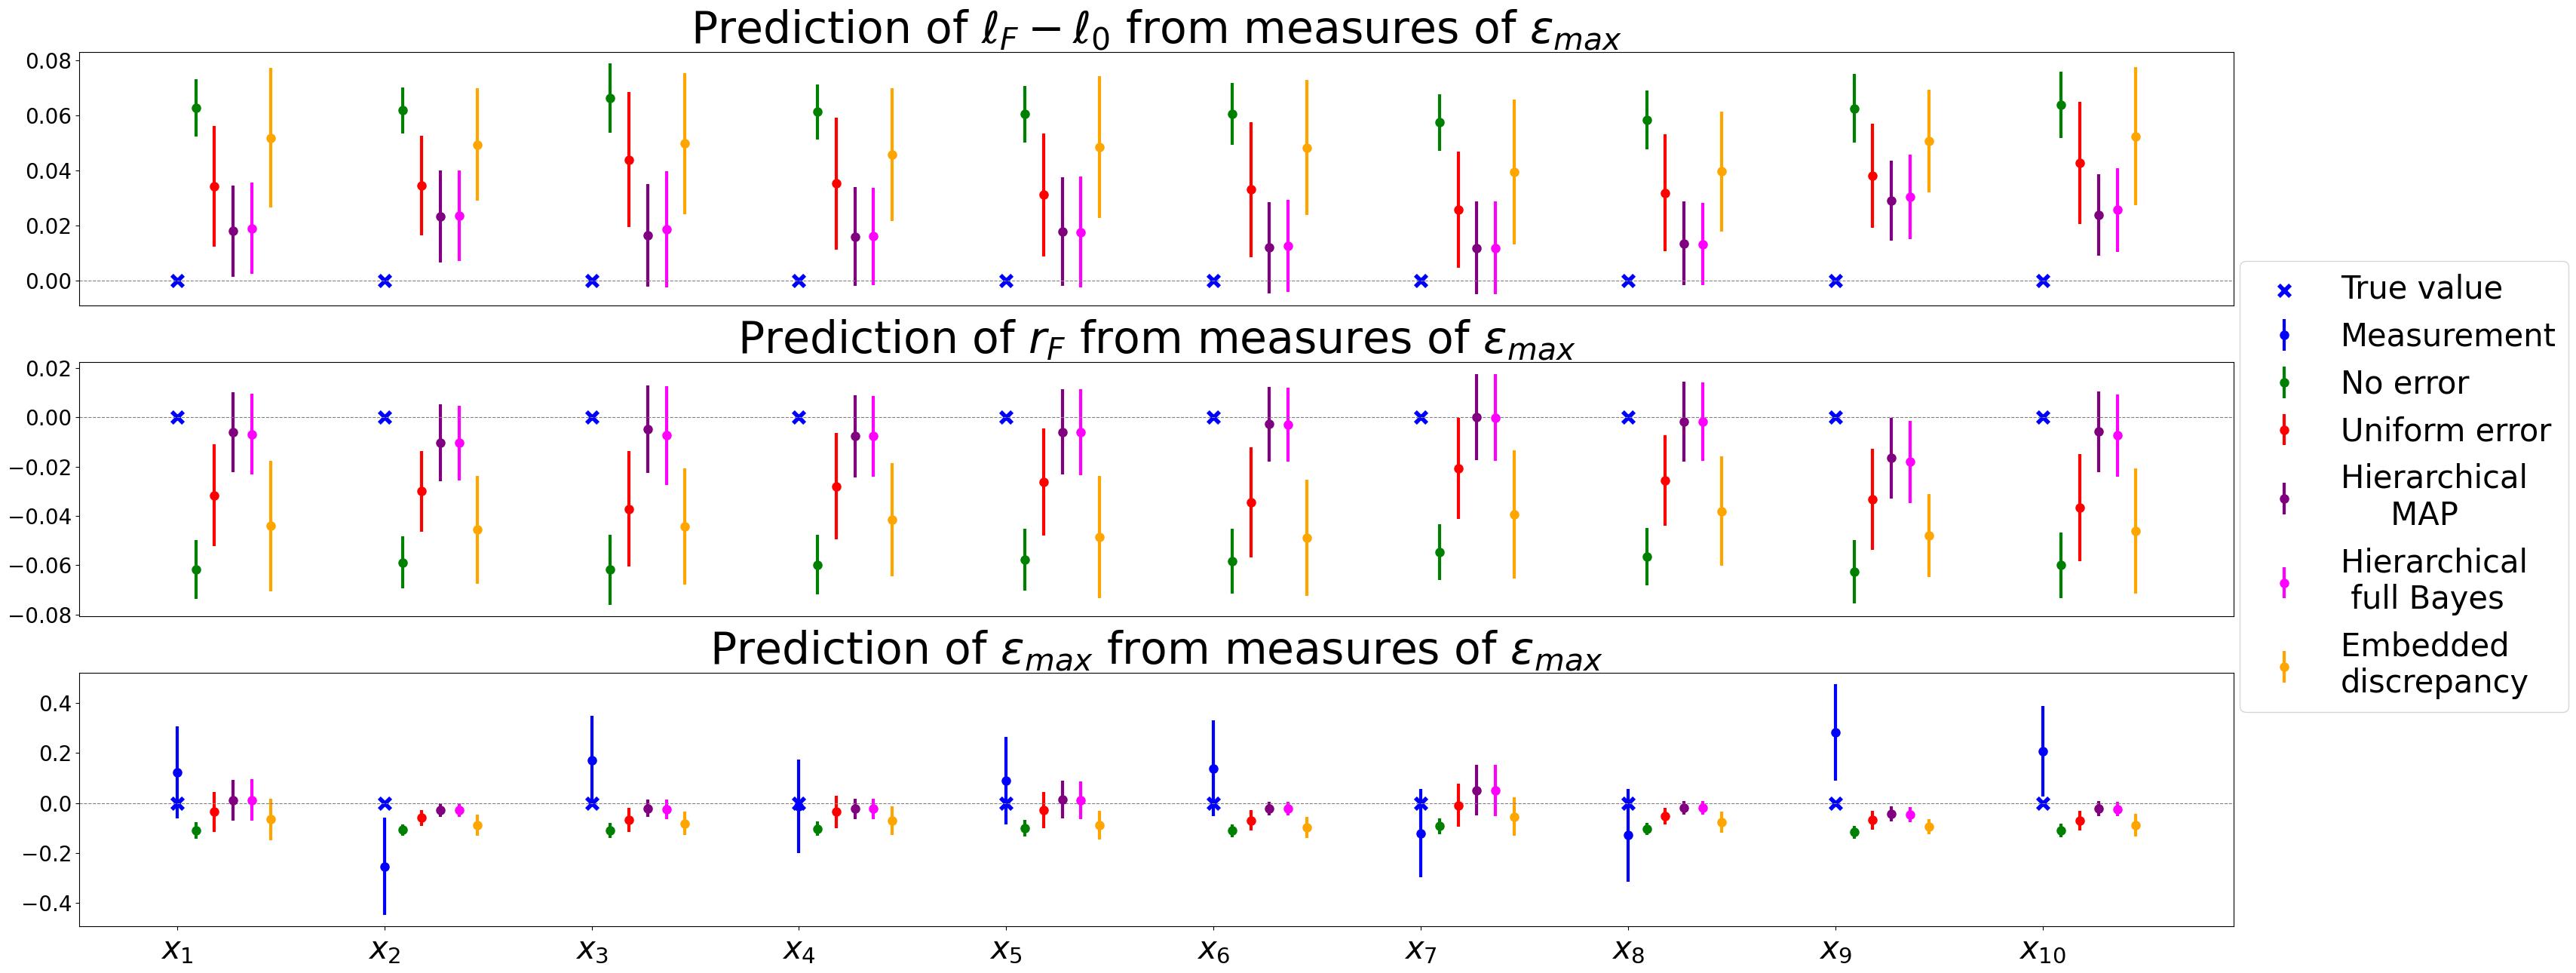 Prediction of ℓ_F − ℓ_0 from measures of ε_max
0.08
0.06
0.04
0.02
0.00
Prediction of r_F from measures of ε_max
0.02
0.00
−0.02
−0.04
−0.06
−0.08
Prediction of ε_max from measures of ε_max
0.4
0.2
0.0
−0.2
−0.4
x_1 x_2 x_3 x_4 x_5 x_6 x_7 x_8 x_9 x_10
True value
Measurement
No error
Uniform error
Hierarchical
MAP
Hierarchical
full Bayes
Embedded
discrepancy